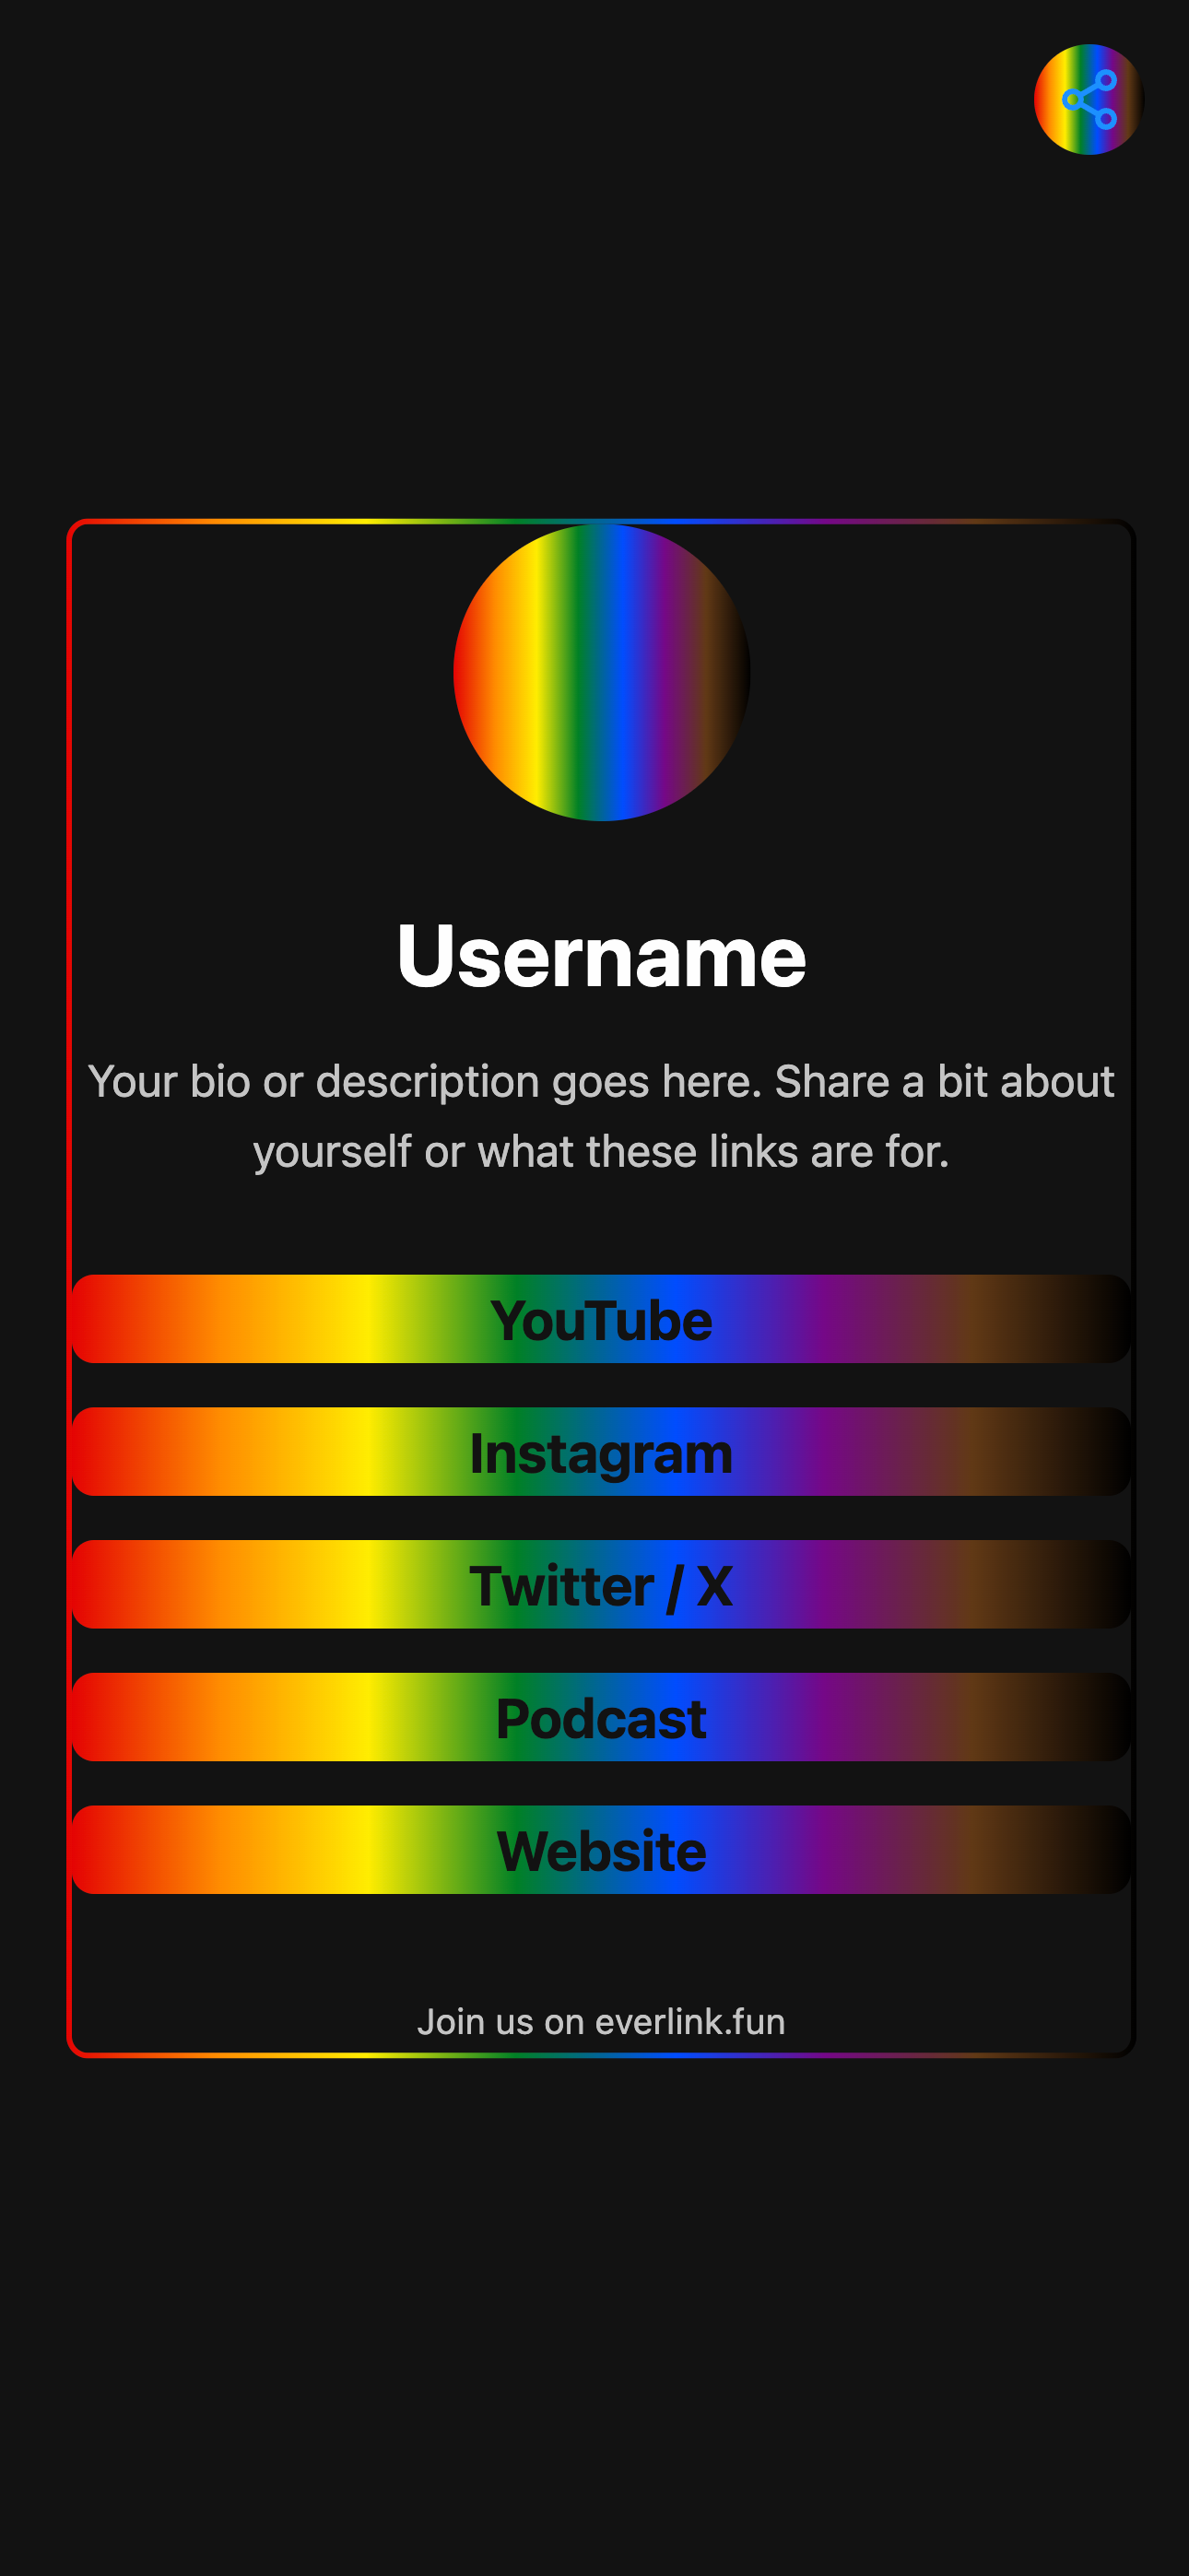 Username
Your bio or description goes here. Share a bit about
yourself or what these links are for.
YouTube
Instagram
Twitter / X
Podcast
Website
Join us on everlink.fun